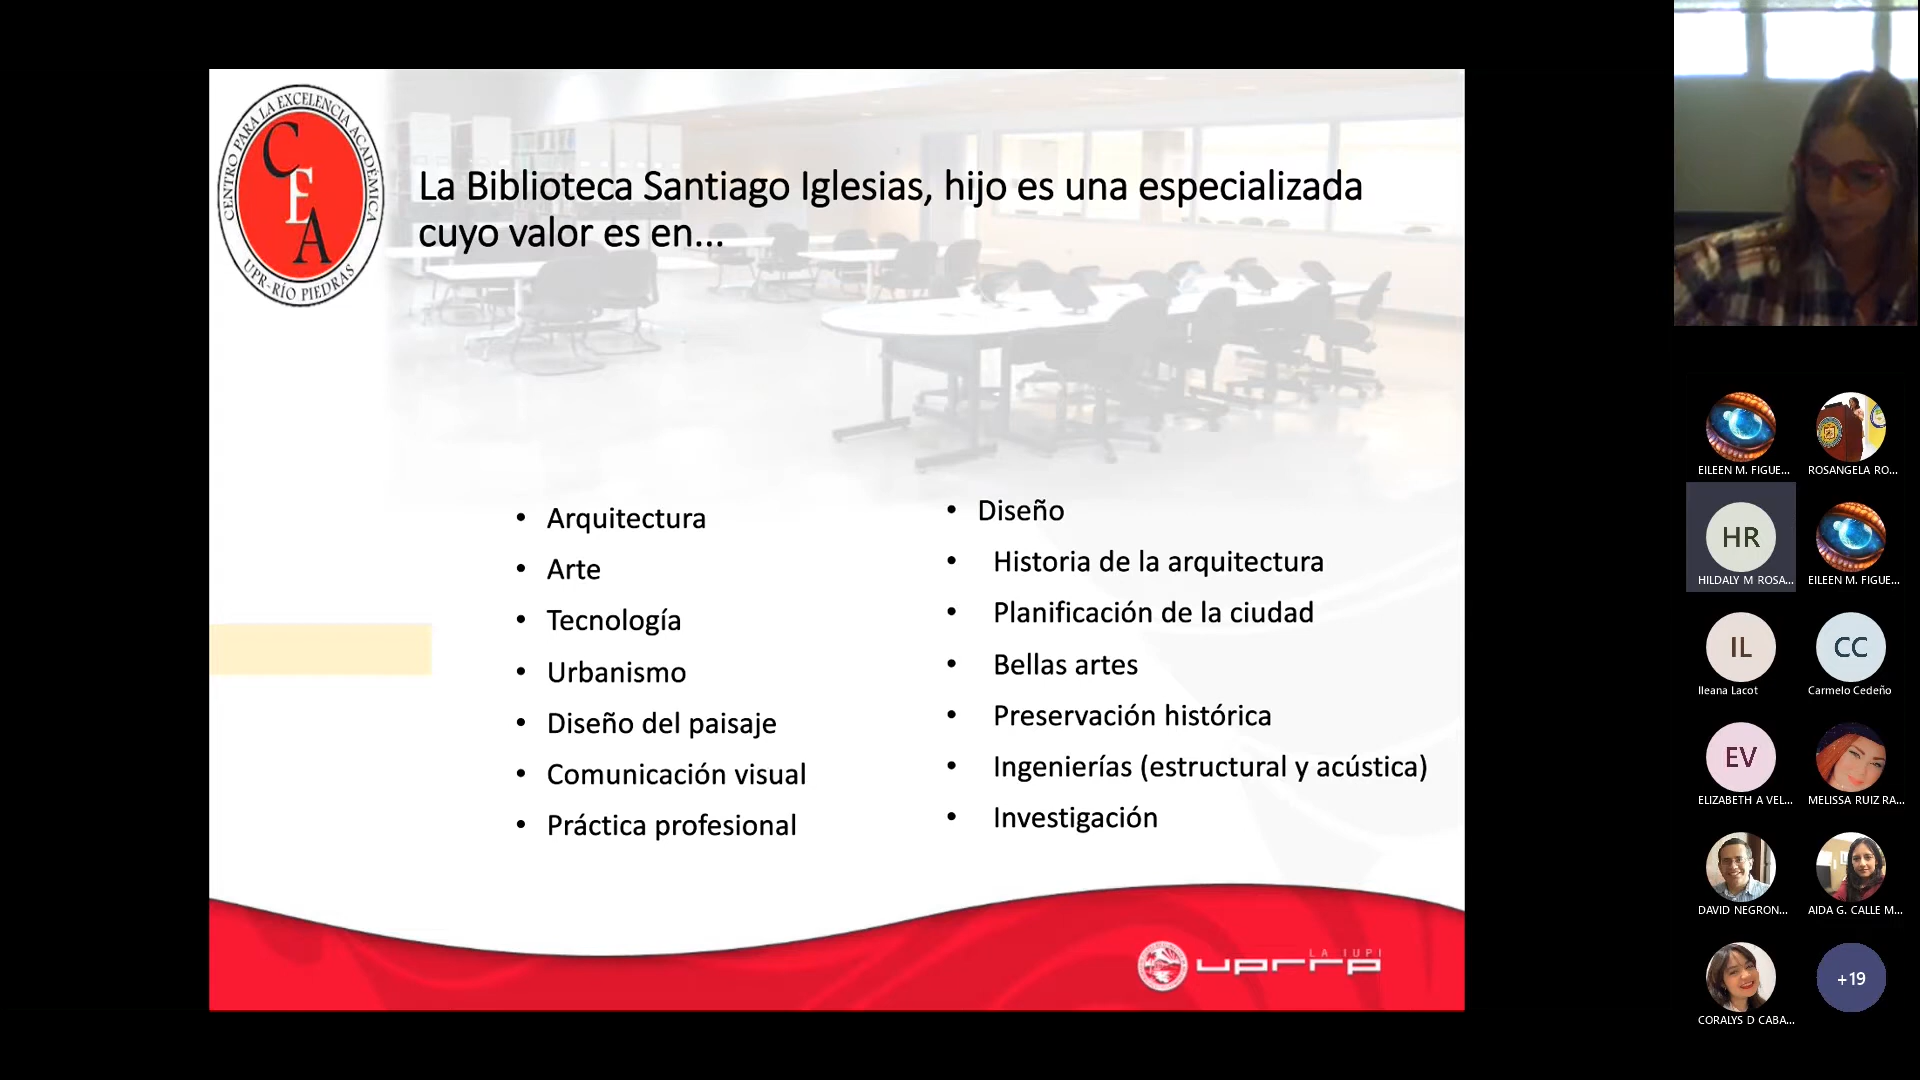 CENTRO PARA LA EXCELENCIA ACADÉMICA
CEA
UPR-RÍO PIEDRAS
La Biblioteca Santiago Iglesias, hijo es una especializada
cuyo valor es en...
• Arquitectura
• Arte
• Tecnología
• Urbanismo
• Diseño del paisaje
• Comunicación visual
• Práctica profesional
• Diseño
• Historia de la arquitectura
• Planificación de la ciudad
• Bellas artes
• Preservación histórica
• Ingenierías (estructural y acústica)
• Investigación
LA IUPI
uprrp
EILEEN M. FIGUE...
ROSANGELA RO...
HR
HILDALY M ROSA...
EILEEN M. FIGUE...
IL
Ileana Lacot
CC
Carmelo Cedeño
EV
ELIZABETH A VEL...
MELISSA RUIZ RA...
DAVID NEGRON...
AIDA G. CALLE M...
CORALYS D CABA...
+19